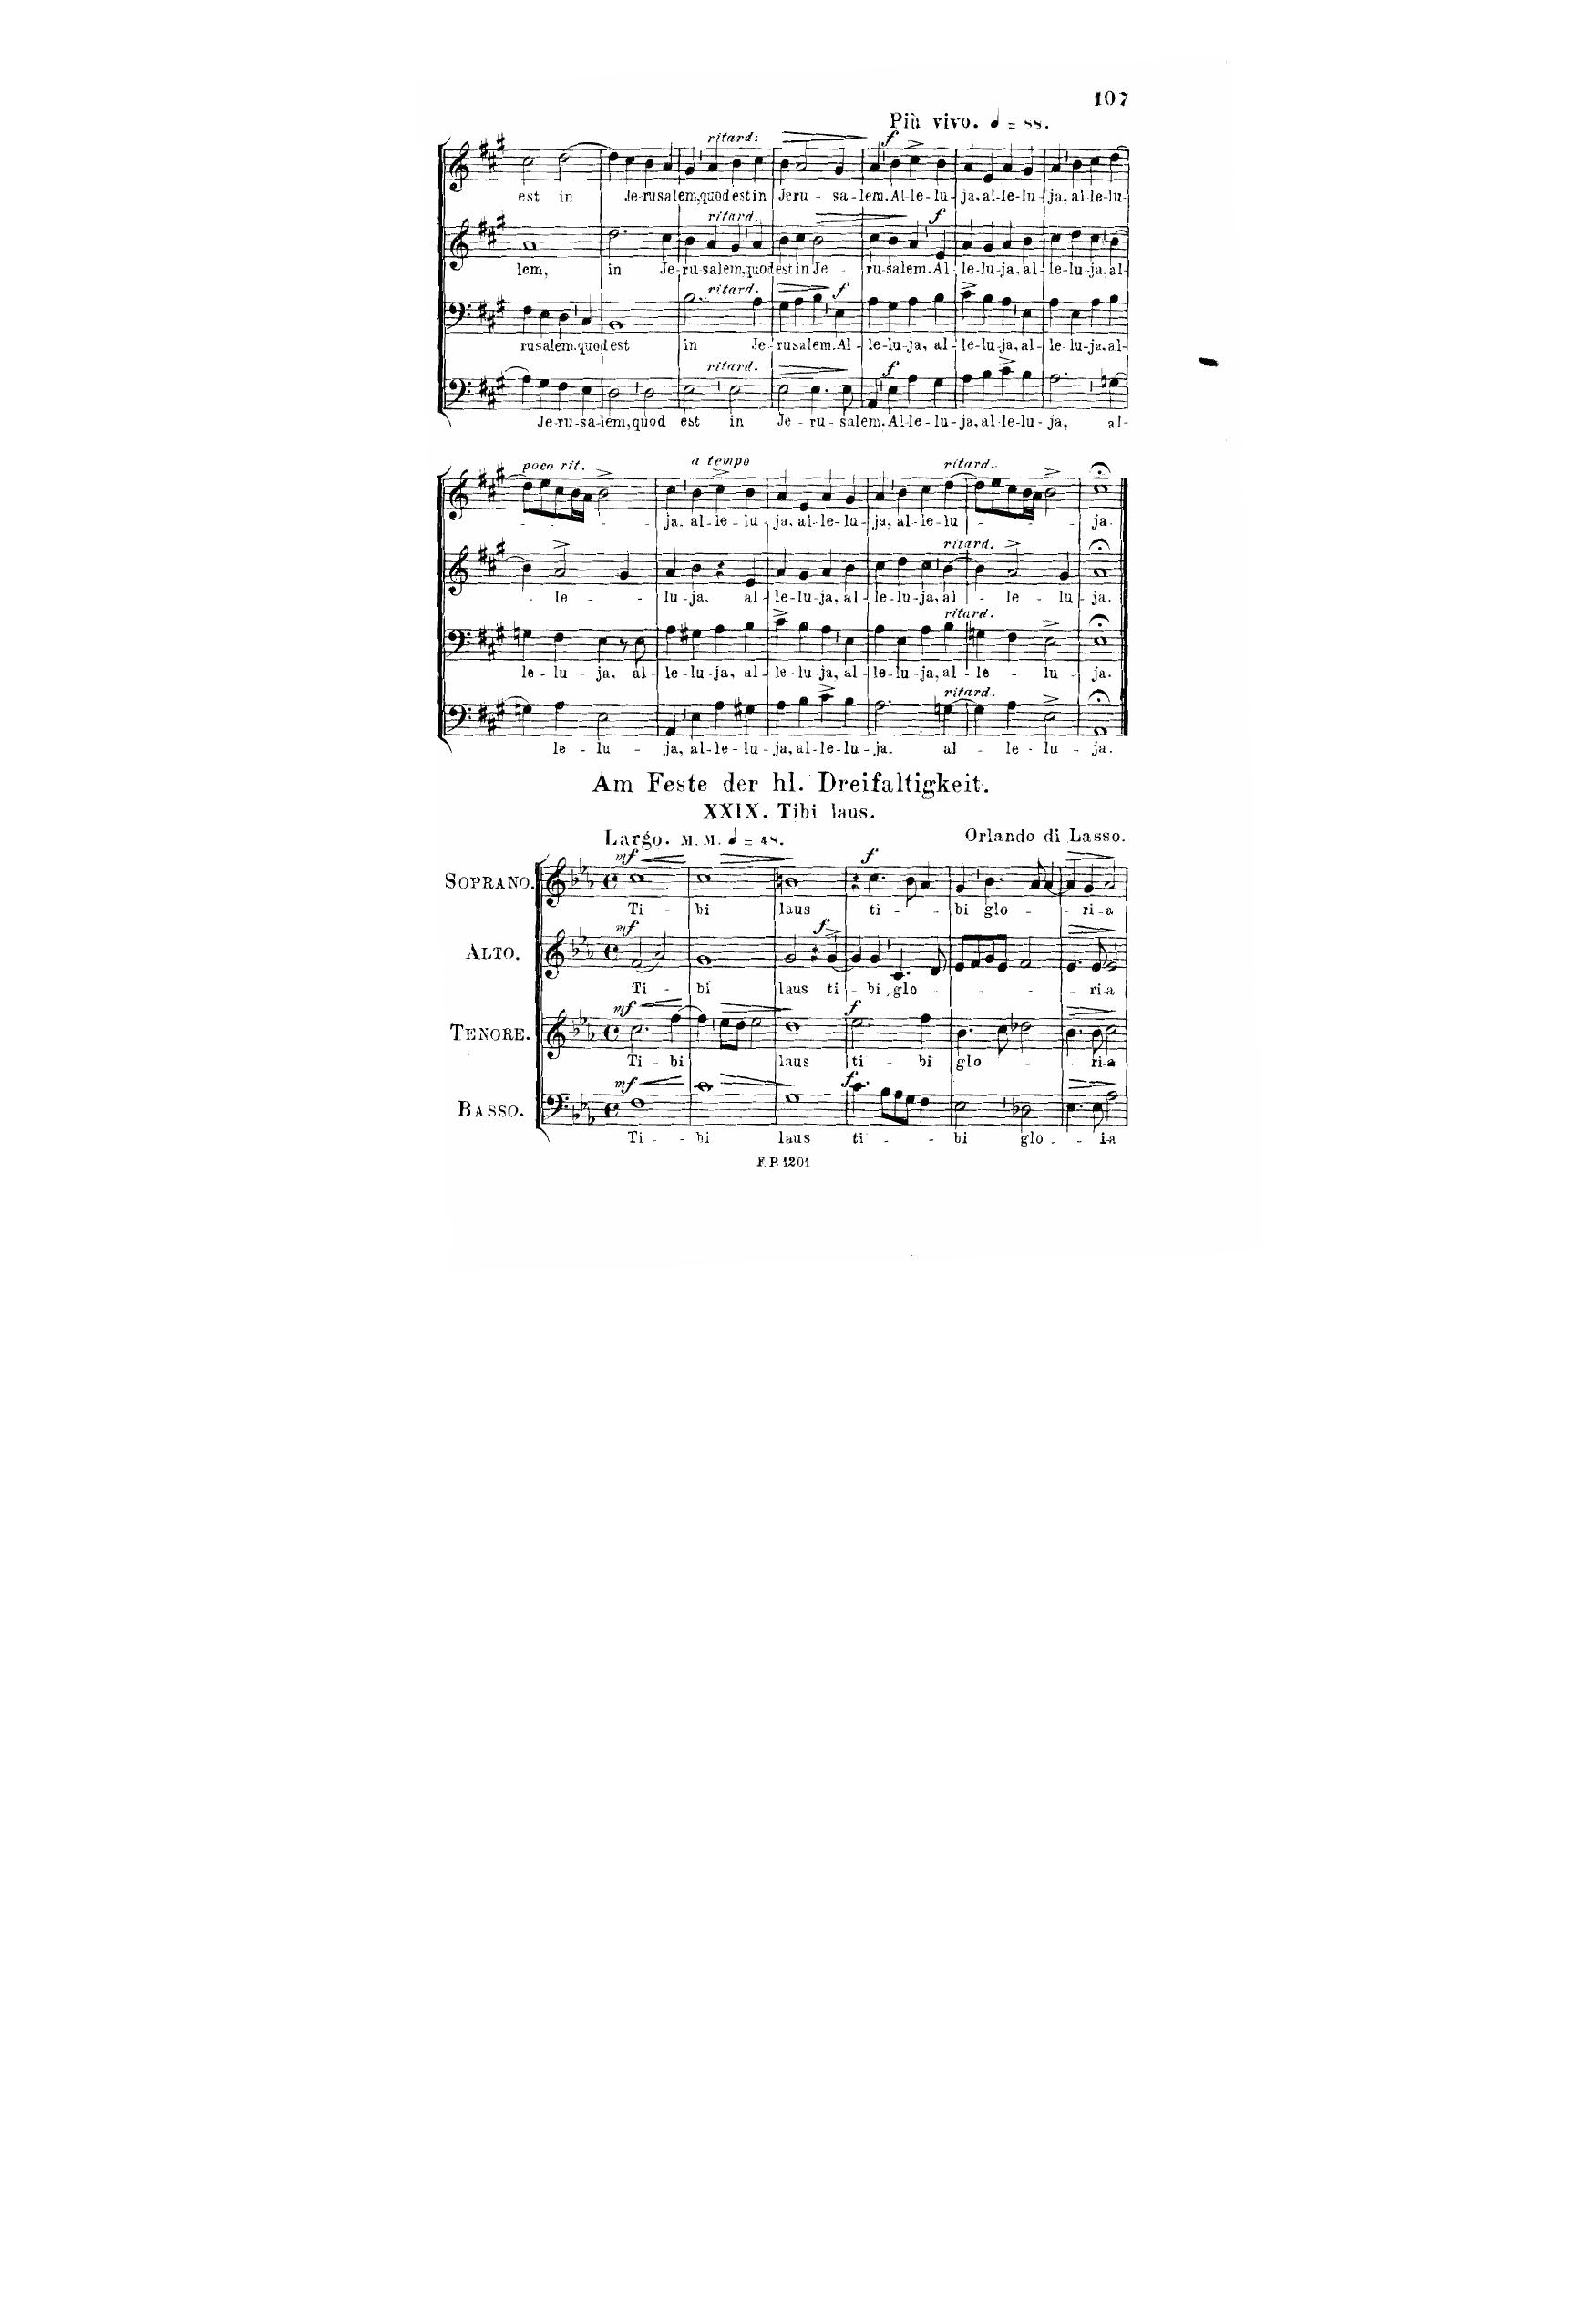 107
Più vivo. = 88.
ritard. f
est in Je-rusalem, quod est in Jeru - sa-lem. Al-le-lu-ja, al-le-lu-ja, al-le-lu-
ritard. f
lem, in Je-ru-salem, quod est in Je - ru-salem. Al-le-lu-ja, al-le-lu-ja, al-
ritard. f
rusalem. quod est in Je-rusalem. Al-le-lu-ja, al-le-lu-ja, al-le-lu-ja. al-
ritard. f
Je-ru-sa-lem, quod est in Je-ru-salem. Al-le-lu-ja, al-le-lu-ja, al-
poco rit. a tempo ritard.
ja. al-le-lu ja. al-le-lu-ja, al-le-lu - ja.
ritard.
le - lu-ja. al-le-lu-ja, al-le-lu-ja, al - le - lu - ja.
ritard.
le-lu-ja, al-le-lu-ja, al-le-lu-ja, al-le-lu-ja, al-le - lu - ja.
ritard.
le-lu - ja, al-le-lu-ja, al-le-lu-ja. al - le - lu - ja.
Am Feste der hl. Dreifaltigkeit.
XXIX. Tibi laus.
Largo. M. M. = 48. Orlando di Lasso.
mf f
SOPRANO.
Ti - bi laus ti - bi glo - ri-a
mf f
ALTO.
Ti - bi laus ti - bi glo - ri-a
mf f
TENORE.
Ti - bi laus ti - bi glo - ri-a
mf f
BASSO.
Ti - bi laus ti - bi glo - i-a
F. P. 1201